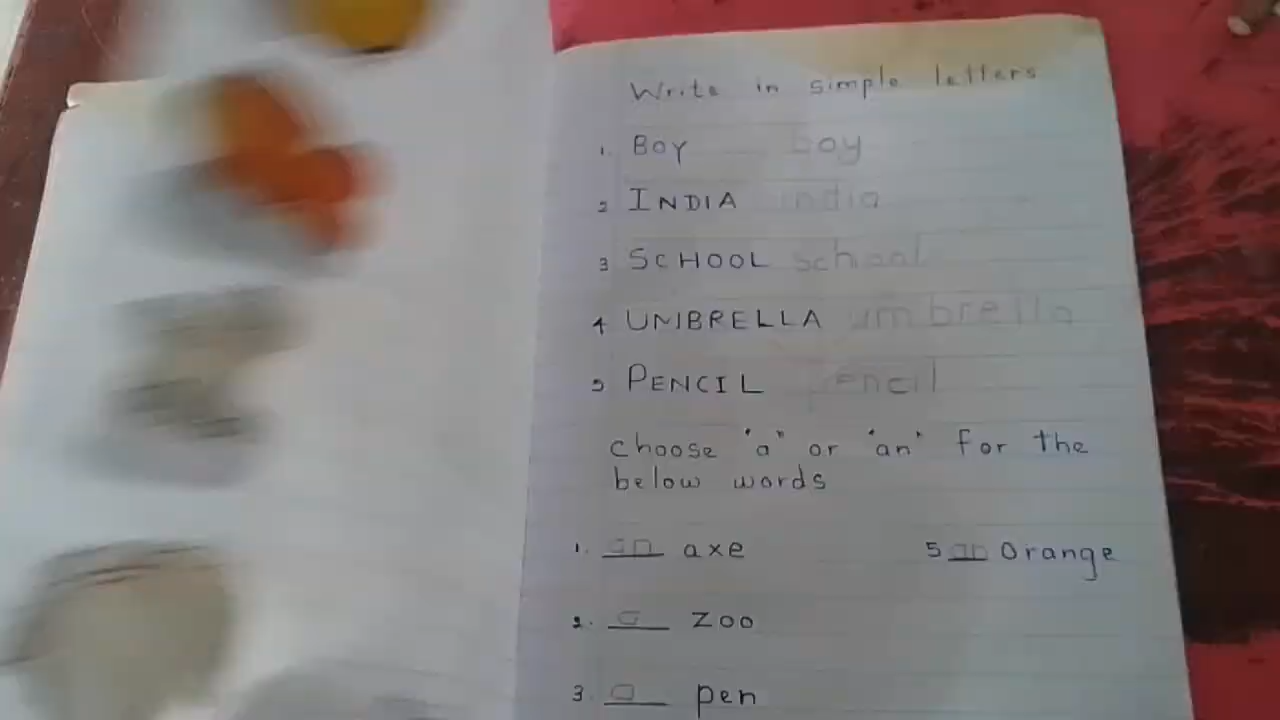 Write in simple letters
1. BOY boy
2 INDIA india
3 SCHOOL school
4 UMBRELLA umbrella
5 PENCIL pencil
choose "a" or "an" for the
below words
1. an axe 5 an Orange
2. a zoo
3. a pen